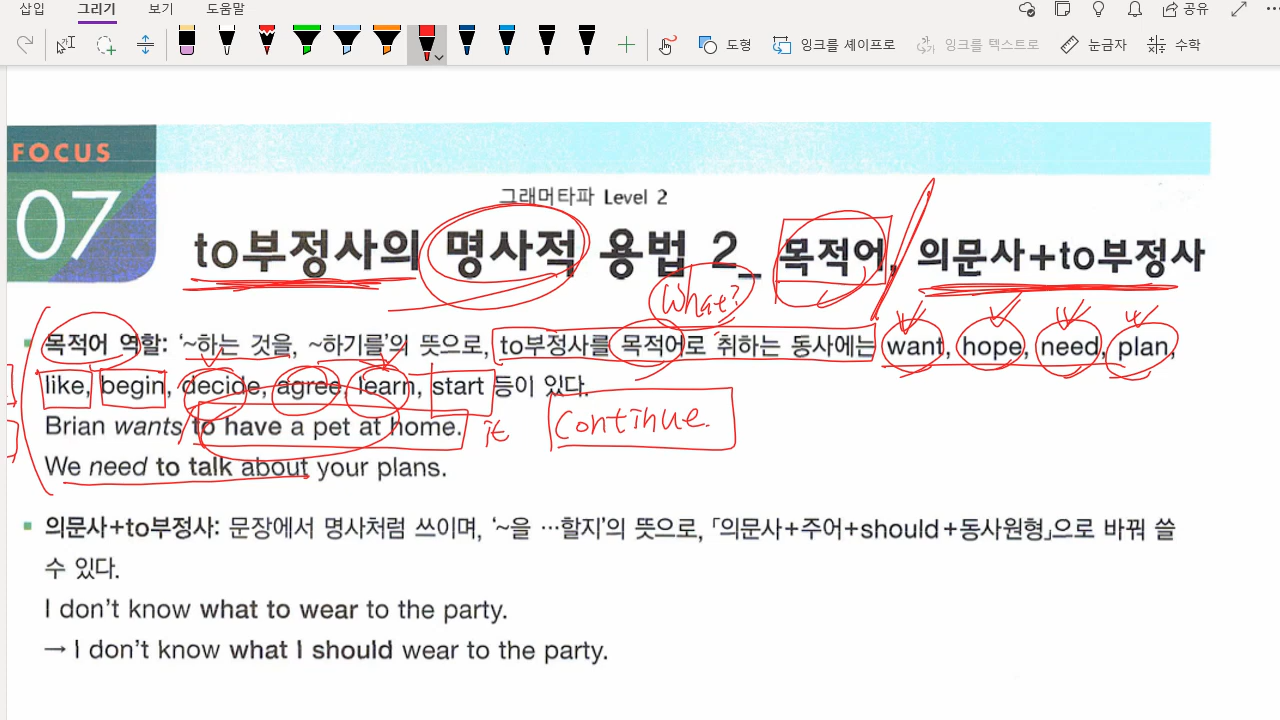 삽입 그리기 보기 도움말 공유
도형 잉크를 셰이프로 잉크를 텍스트로 눈금자 수학
FOCUS
07
그래머타파 Level 2
to부정사의 명사적 용법 2_ 목적어, 의문사+to부정사
What?
목적어 역할: ‘~하는 것을, ~하기를’의 뜻으로, to부정사를 목적어로 취하는 동사에는 want, hope, need, plan,
like, begin, decide, agree, learn, start 등이 있다.
Brian wants to have a pet at home. it Continue.
We need to talk about your plans.
의문사+to부정사: 문장에서 명사처럼 쓰이며, ‘~을 …할지’의 뜻으로, 「의문사+주어+should+동사원형」으로 바꿔 쓸
수 있다.
I don’t know what to wear to the party.
→ I don’t know what I should wear to the party.